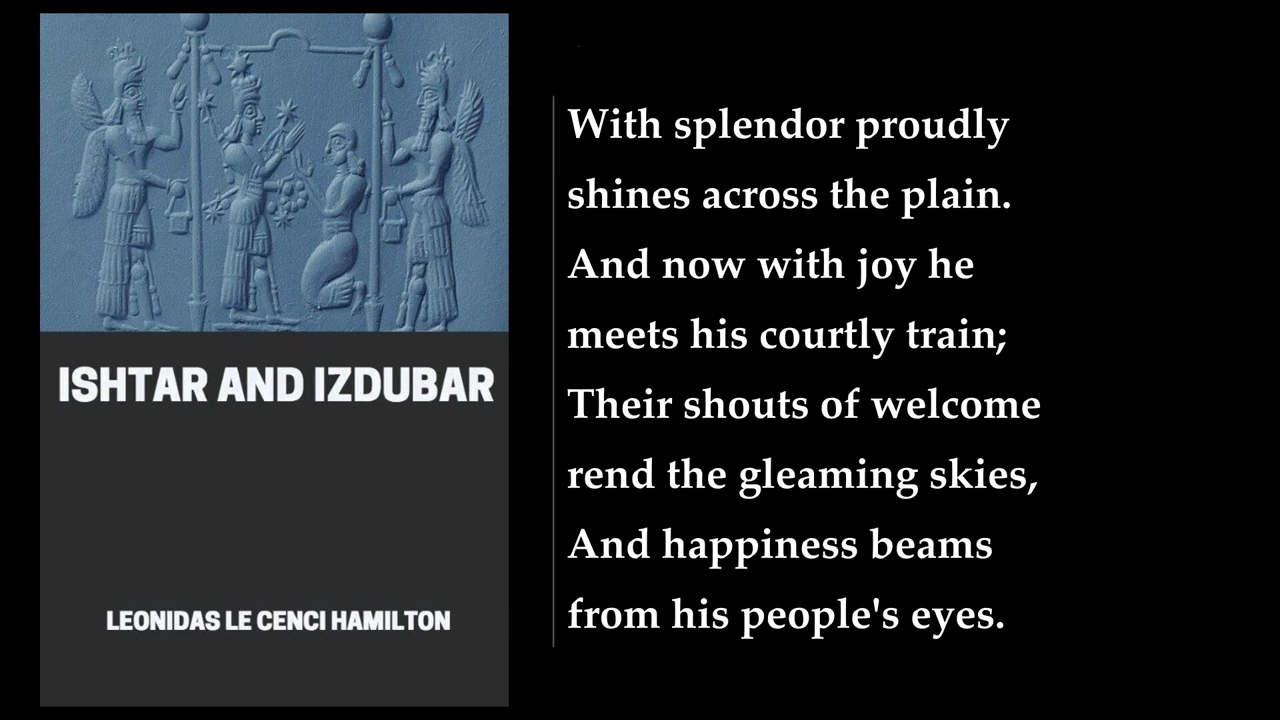 ISHTAR AND IZDUBAR
LEONIDAS LE CENCI HAMILTON
With splendor proudly
shines across the plain.
And now with joy he
meets his courtly train;
Their shouts of welcome
rend the gleaming skies,
And happiness beams
from his people's eyes.